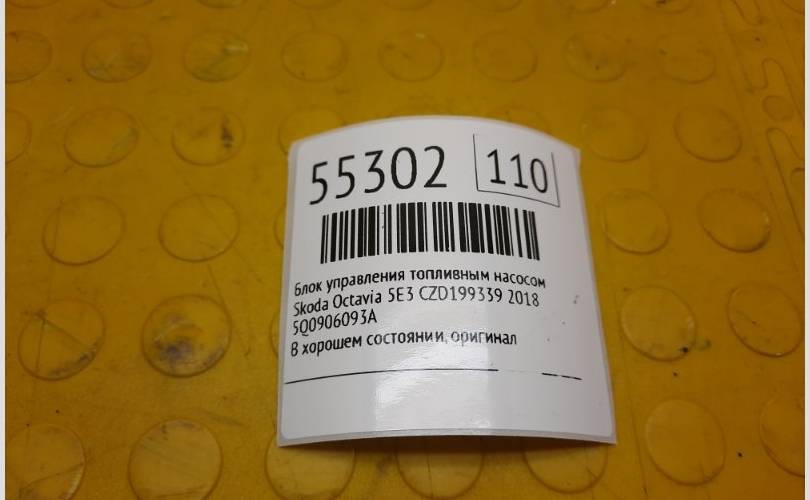 55302 110
Блок управления топливным насосом
Skoda Octavia 5E3 CZD199339 2018
5Q0906093A
В хорошем состоянии, оригинал